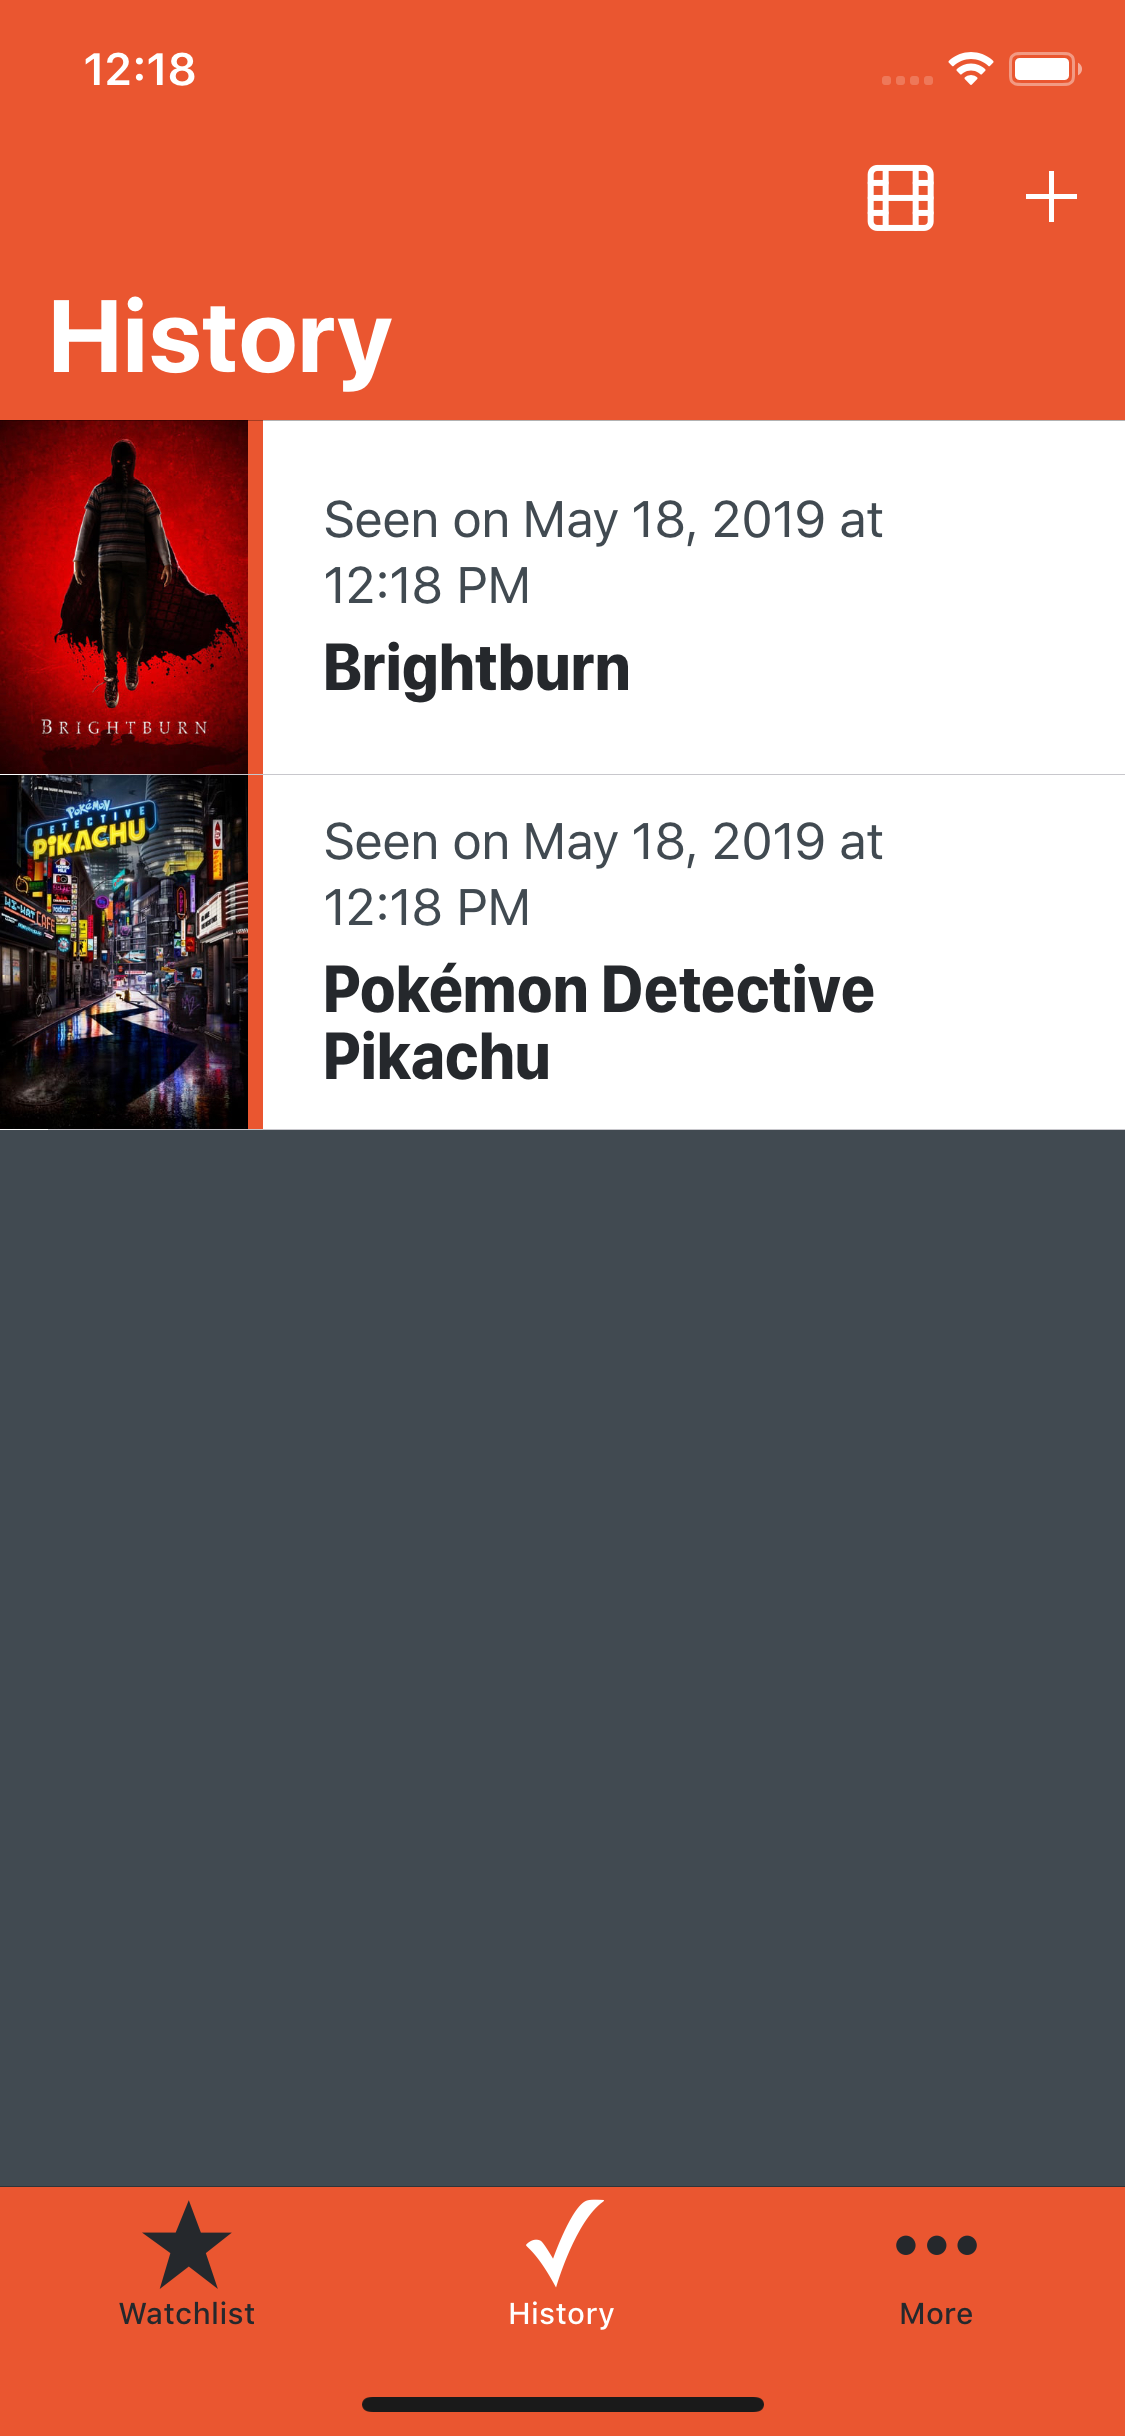 12:18
History
Seen on May 18, 2019 at
12:18 PM
Brightburn
BRIGHTBURN
Seen on May 18, 2019 at
12:18 PM
Pokémon Detective
Pikachu
POKÉMON
DETECTIVE
PIKACHU
CAFE
Watchlist
History
More